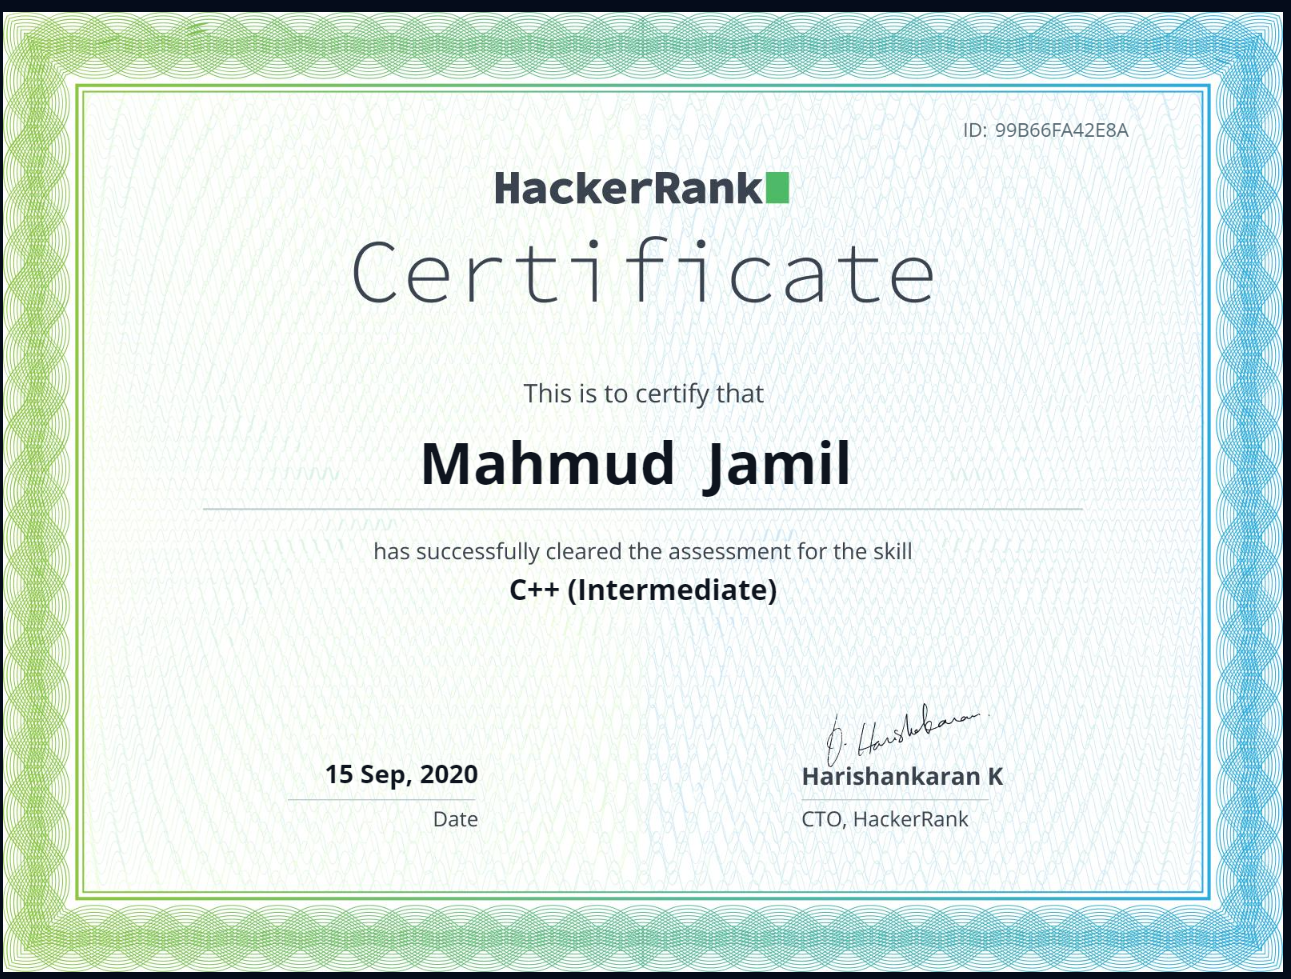 ID: 99B66FA42E8A
HackerRank
Certificate
This is to certify that
Mahmud Jamil
has successfully cleared the assessment for the skill
C++ (Intermediate)
15 Sep, 2020
Date
Harishankaran K
CTO, HackerRank